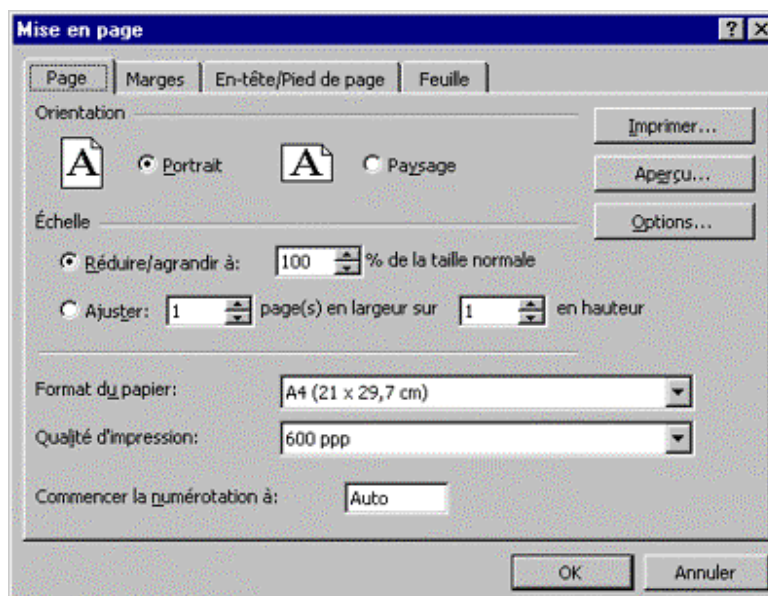 Mise en page
Page Marges En-tête/Pied de page Feuille
Orientation
Imprimer...
A Portrait A Paysage
Aperçu...
Échelle
Options...
Réduire/agrandir à: 100 % de la taille normale
Ajuster: 1 page(s) en largeur sur 1 en hauteur
Format du papier: A4 (21 x 29,7 cm)
Qualité d'impression: 600 ppp
Commencer la numérotation à: Auto
OK Annuler